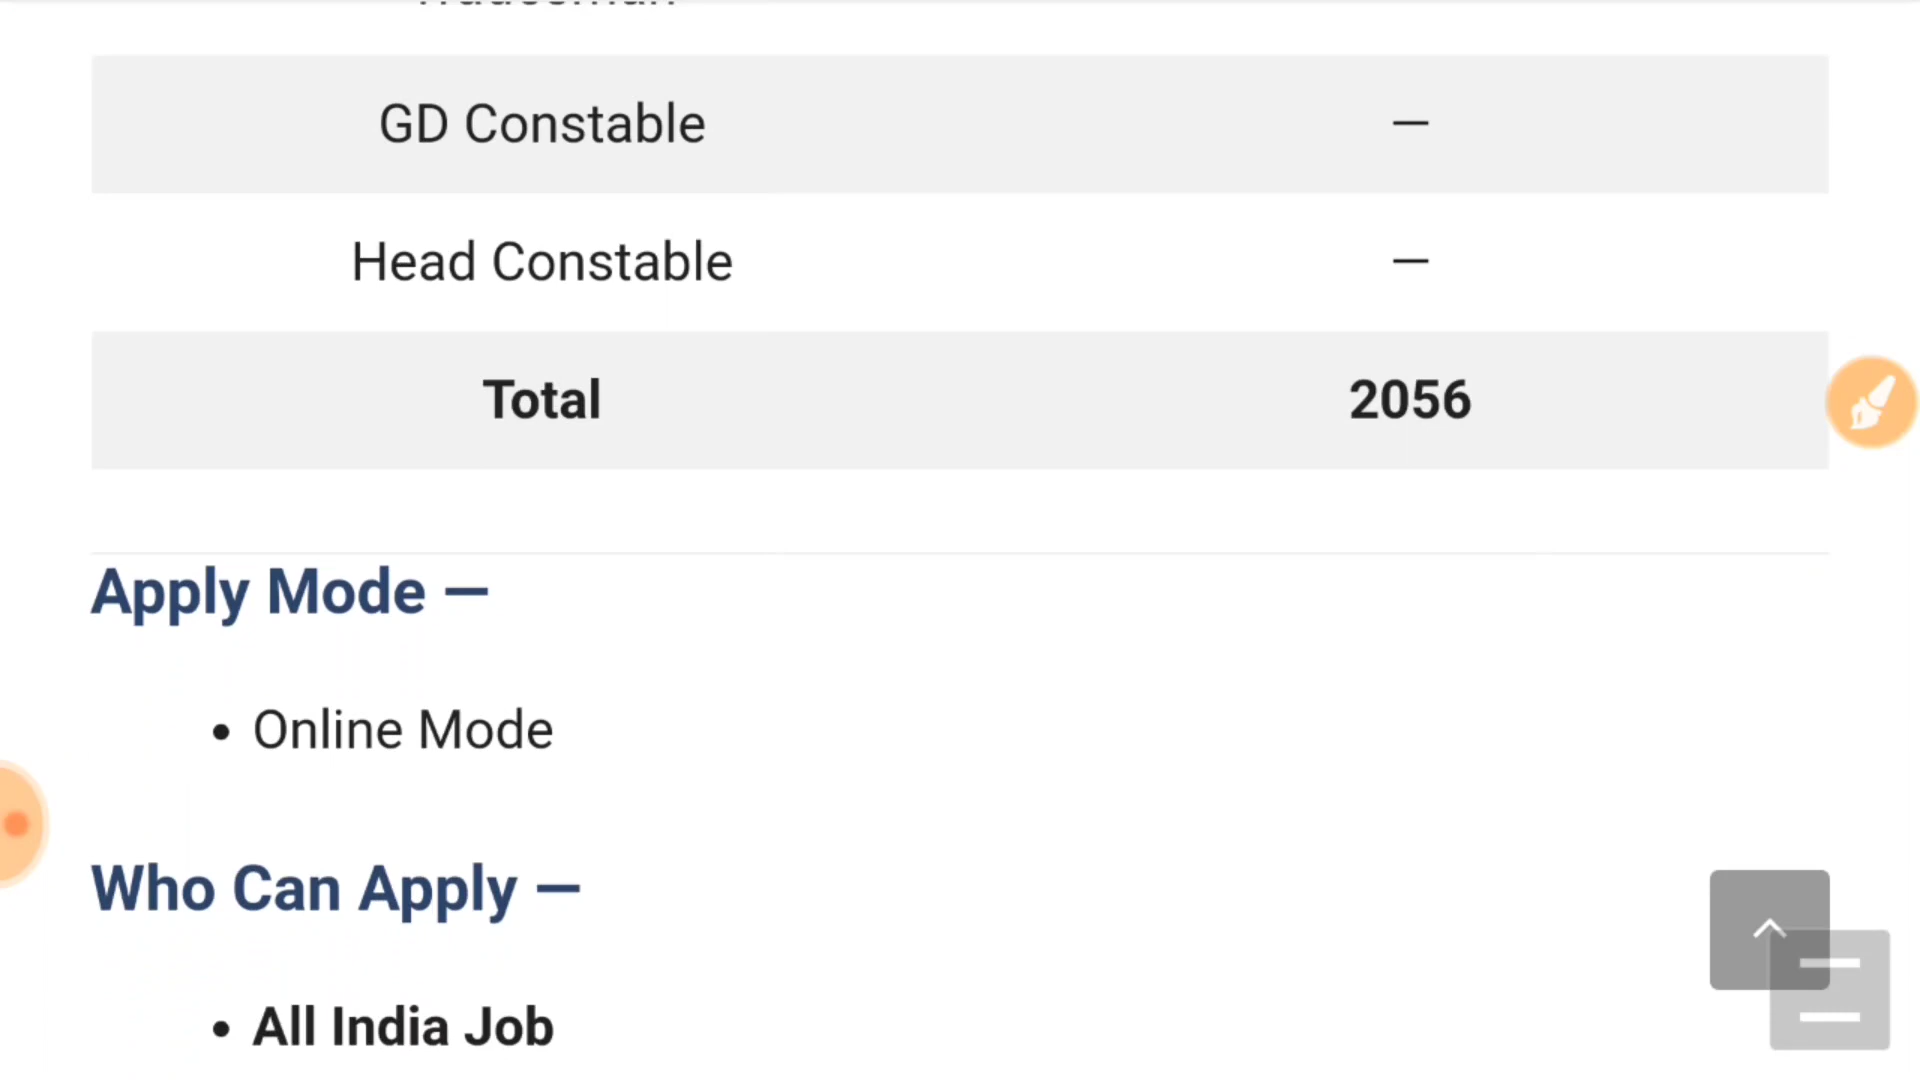 GD Constable —
Head Constable —
Total 2056
Apply Mode —
• Online Mode
Who Can Apply —
• All India Job